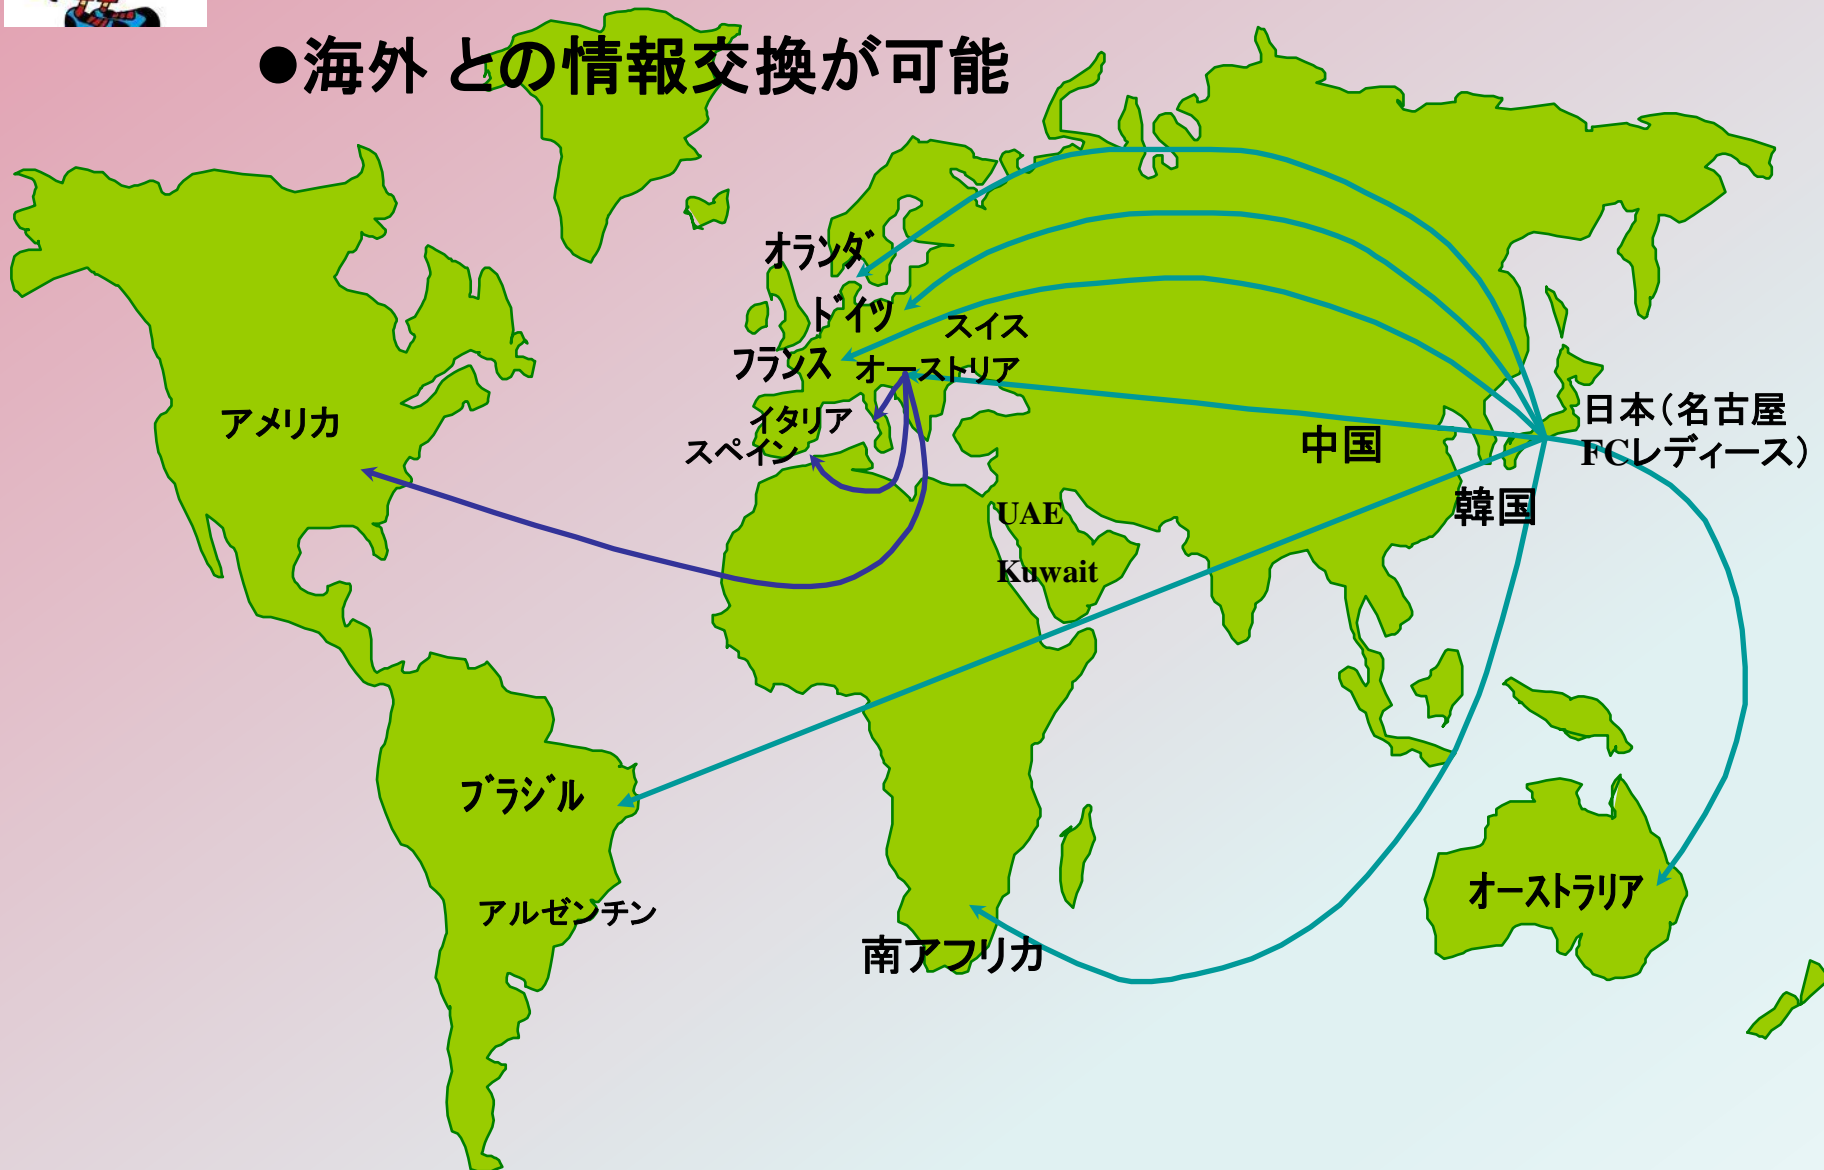 ●海外 との情報交換が可能
オランダ
ドイツ
スイス
フランス
オーストリア
アメリカ
イタリア
スペイン
中国
日本（名古屋
FCレディース）
韓国
UAE
Kuwait
ブラジル
アルゼンチン
オーストラリア
南アフリカ